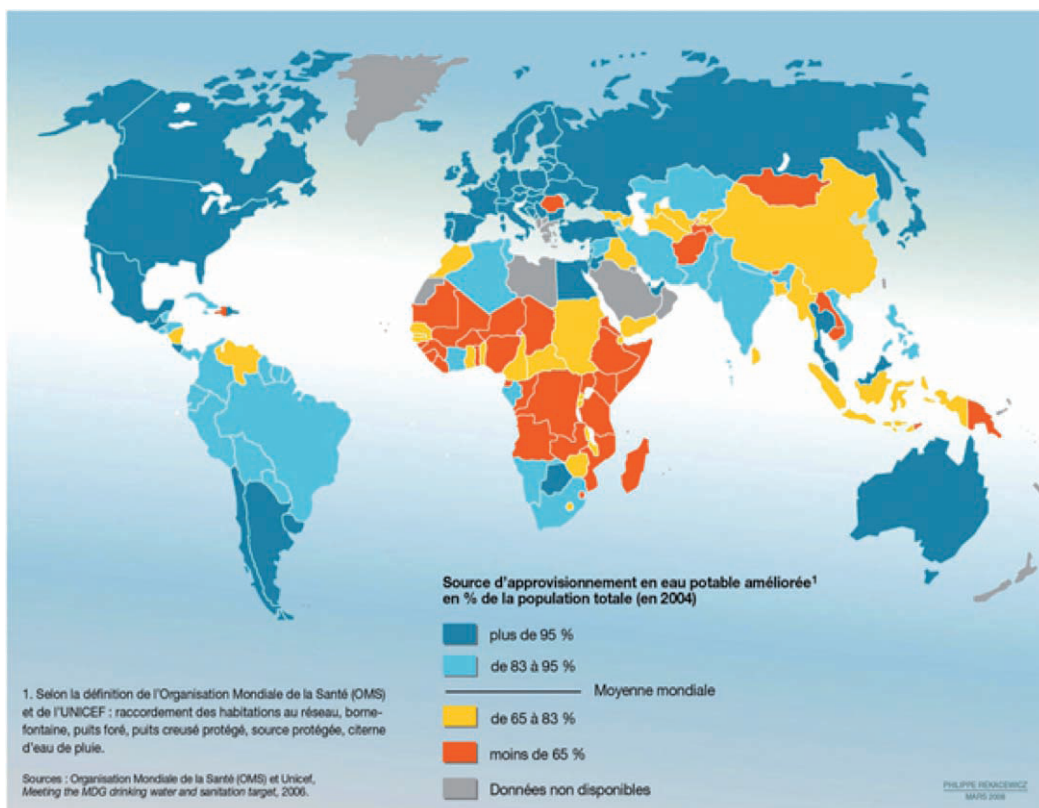 Source d'approvisionnement en eau potable améliorée1
en % de la population totale (en 2004)
plus de 95 %
de 83 à 95 %
Moyenne mondiale
de 65 à 83 %
moins de 65 %
Données non disponibles
1. Selon la définition de l'Organisation Mondiale de la Santé (OMS)
et de l'UNICEF : raccordement des habitations au réseau, borne-
fontaine, puits foré, puits creusé protégé, source protégée, citerne
d'eau de pluie.
Sources : Organisation Mondiale de la Santé (OMS) et Unicef,
Meeting the MDG drinking water and sanitation target, 2006.
PHILIPPE REKACEWICZ
MARS 2008